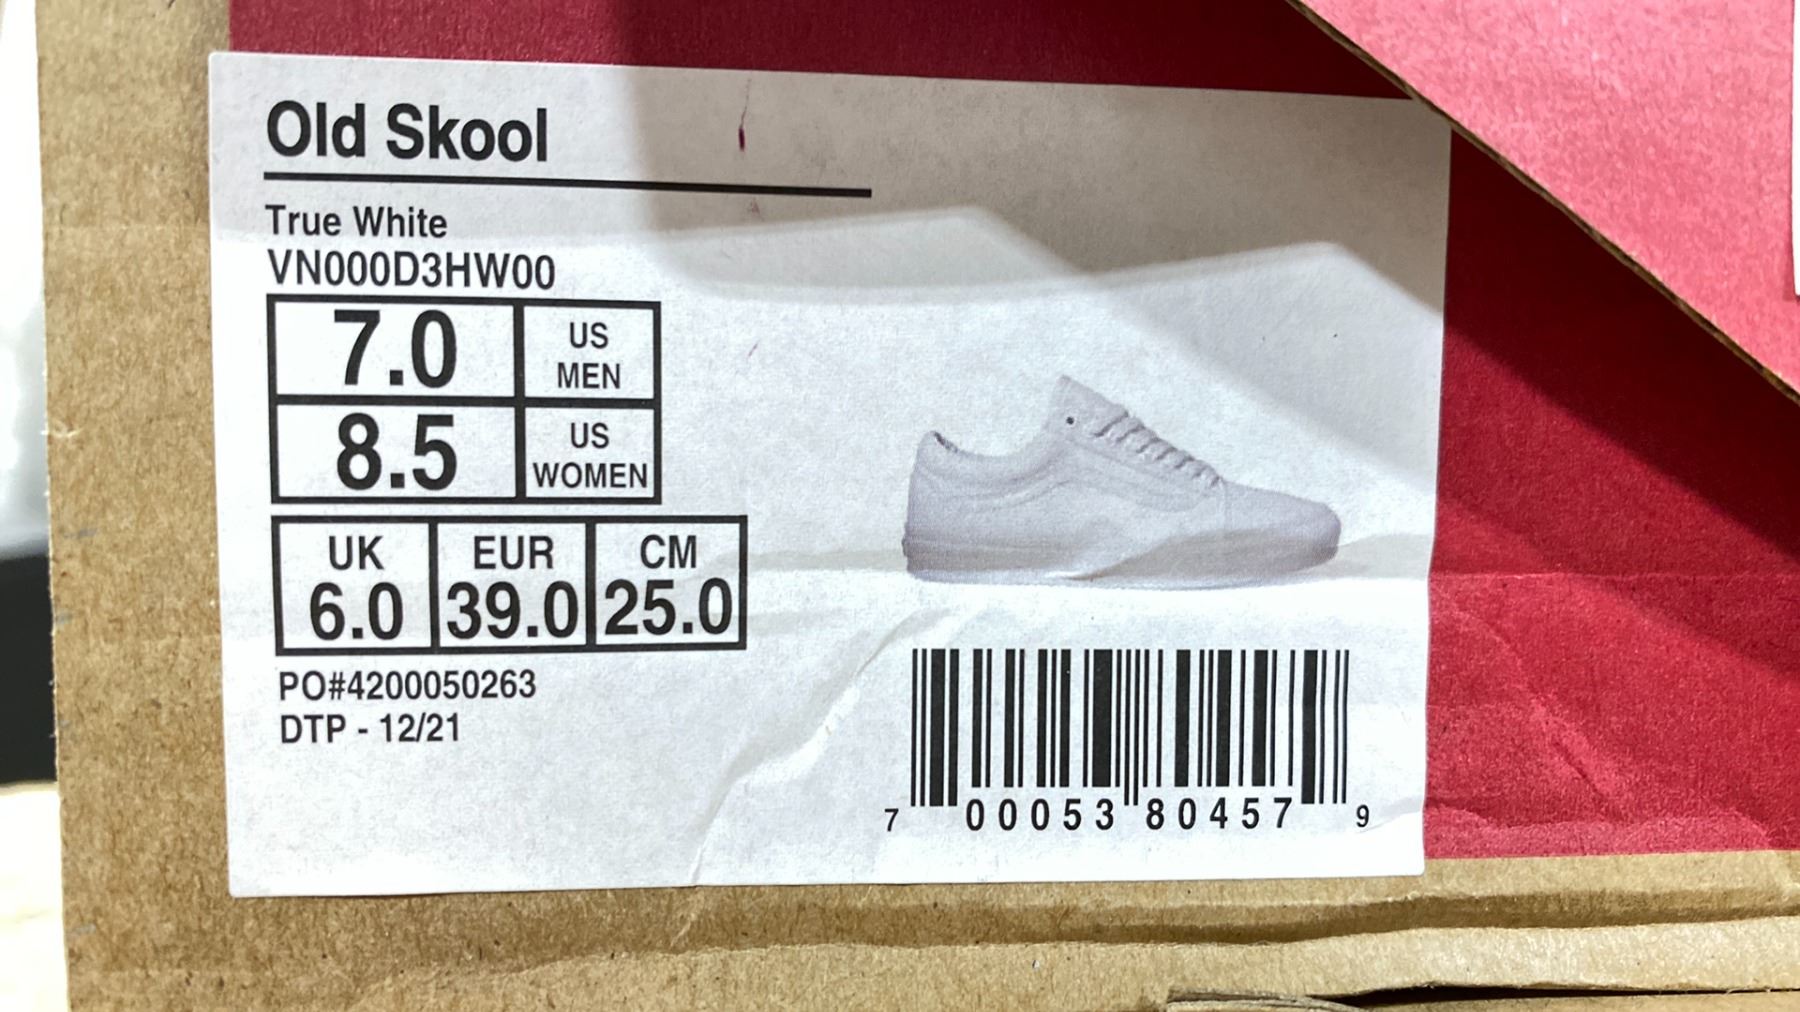 Old Skool
True White
VN000D3HW00
7.0 US MEN
8.5 US WOMEN
UK EUR CM
6.0 39.0 25.0
PO#4200050263
DTP - 12/21
7 00053 80457 9